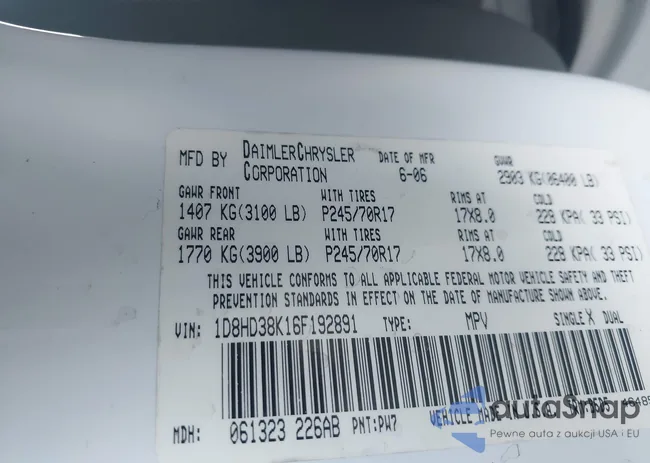 MFD BY DAIMLERCHRYSLER CORPORATION DATE OF MFR 6-06 GVWR 2903 KG(06400 LB)
GAWR FRONT WITH TIRES RIMS AT COLD
1407 KG(3100 LB) P245/70R17 17X8.0 228 KPA( 33 PSI)
GAWR REAR WITH TIRES RIMS AT COLD
1770 KG(3900 LB) P245/70R17 17X8.0 228 KPA( 33 PSI)
THIS VEHICLE CONFORMS TO ALL APPLICABLE FEDERAL MOTOR VEHICLE SAFETY AND THEFT
PREVENTION STANDARDS IN EFFECT ON THE DATE OF MANUFACTURE SHOWN ABOVE.
VIN: 1D8HD38K16F192891 TYPE: MPV SINGLE X DUAL
MDH: 061323 226AB PNT: PW7 VEHICLE MADE IN
autoSnap
Pewne auta z aukcji USA i EU